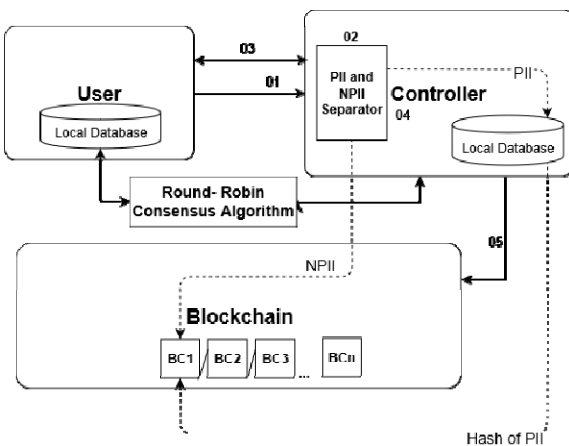 03
02
01
User
Local Database
PII and
NPII
Separator
Controller
04
PII
Local Database
Round- Robin
Consensus Algorithm
05
NPII
Blockchain
BC1
BC2
BC3
...
BCn
Hash of PII